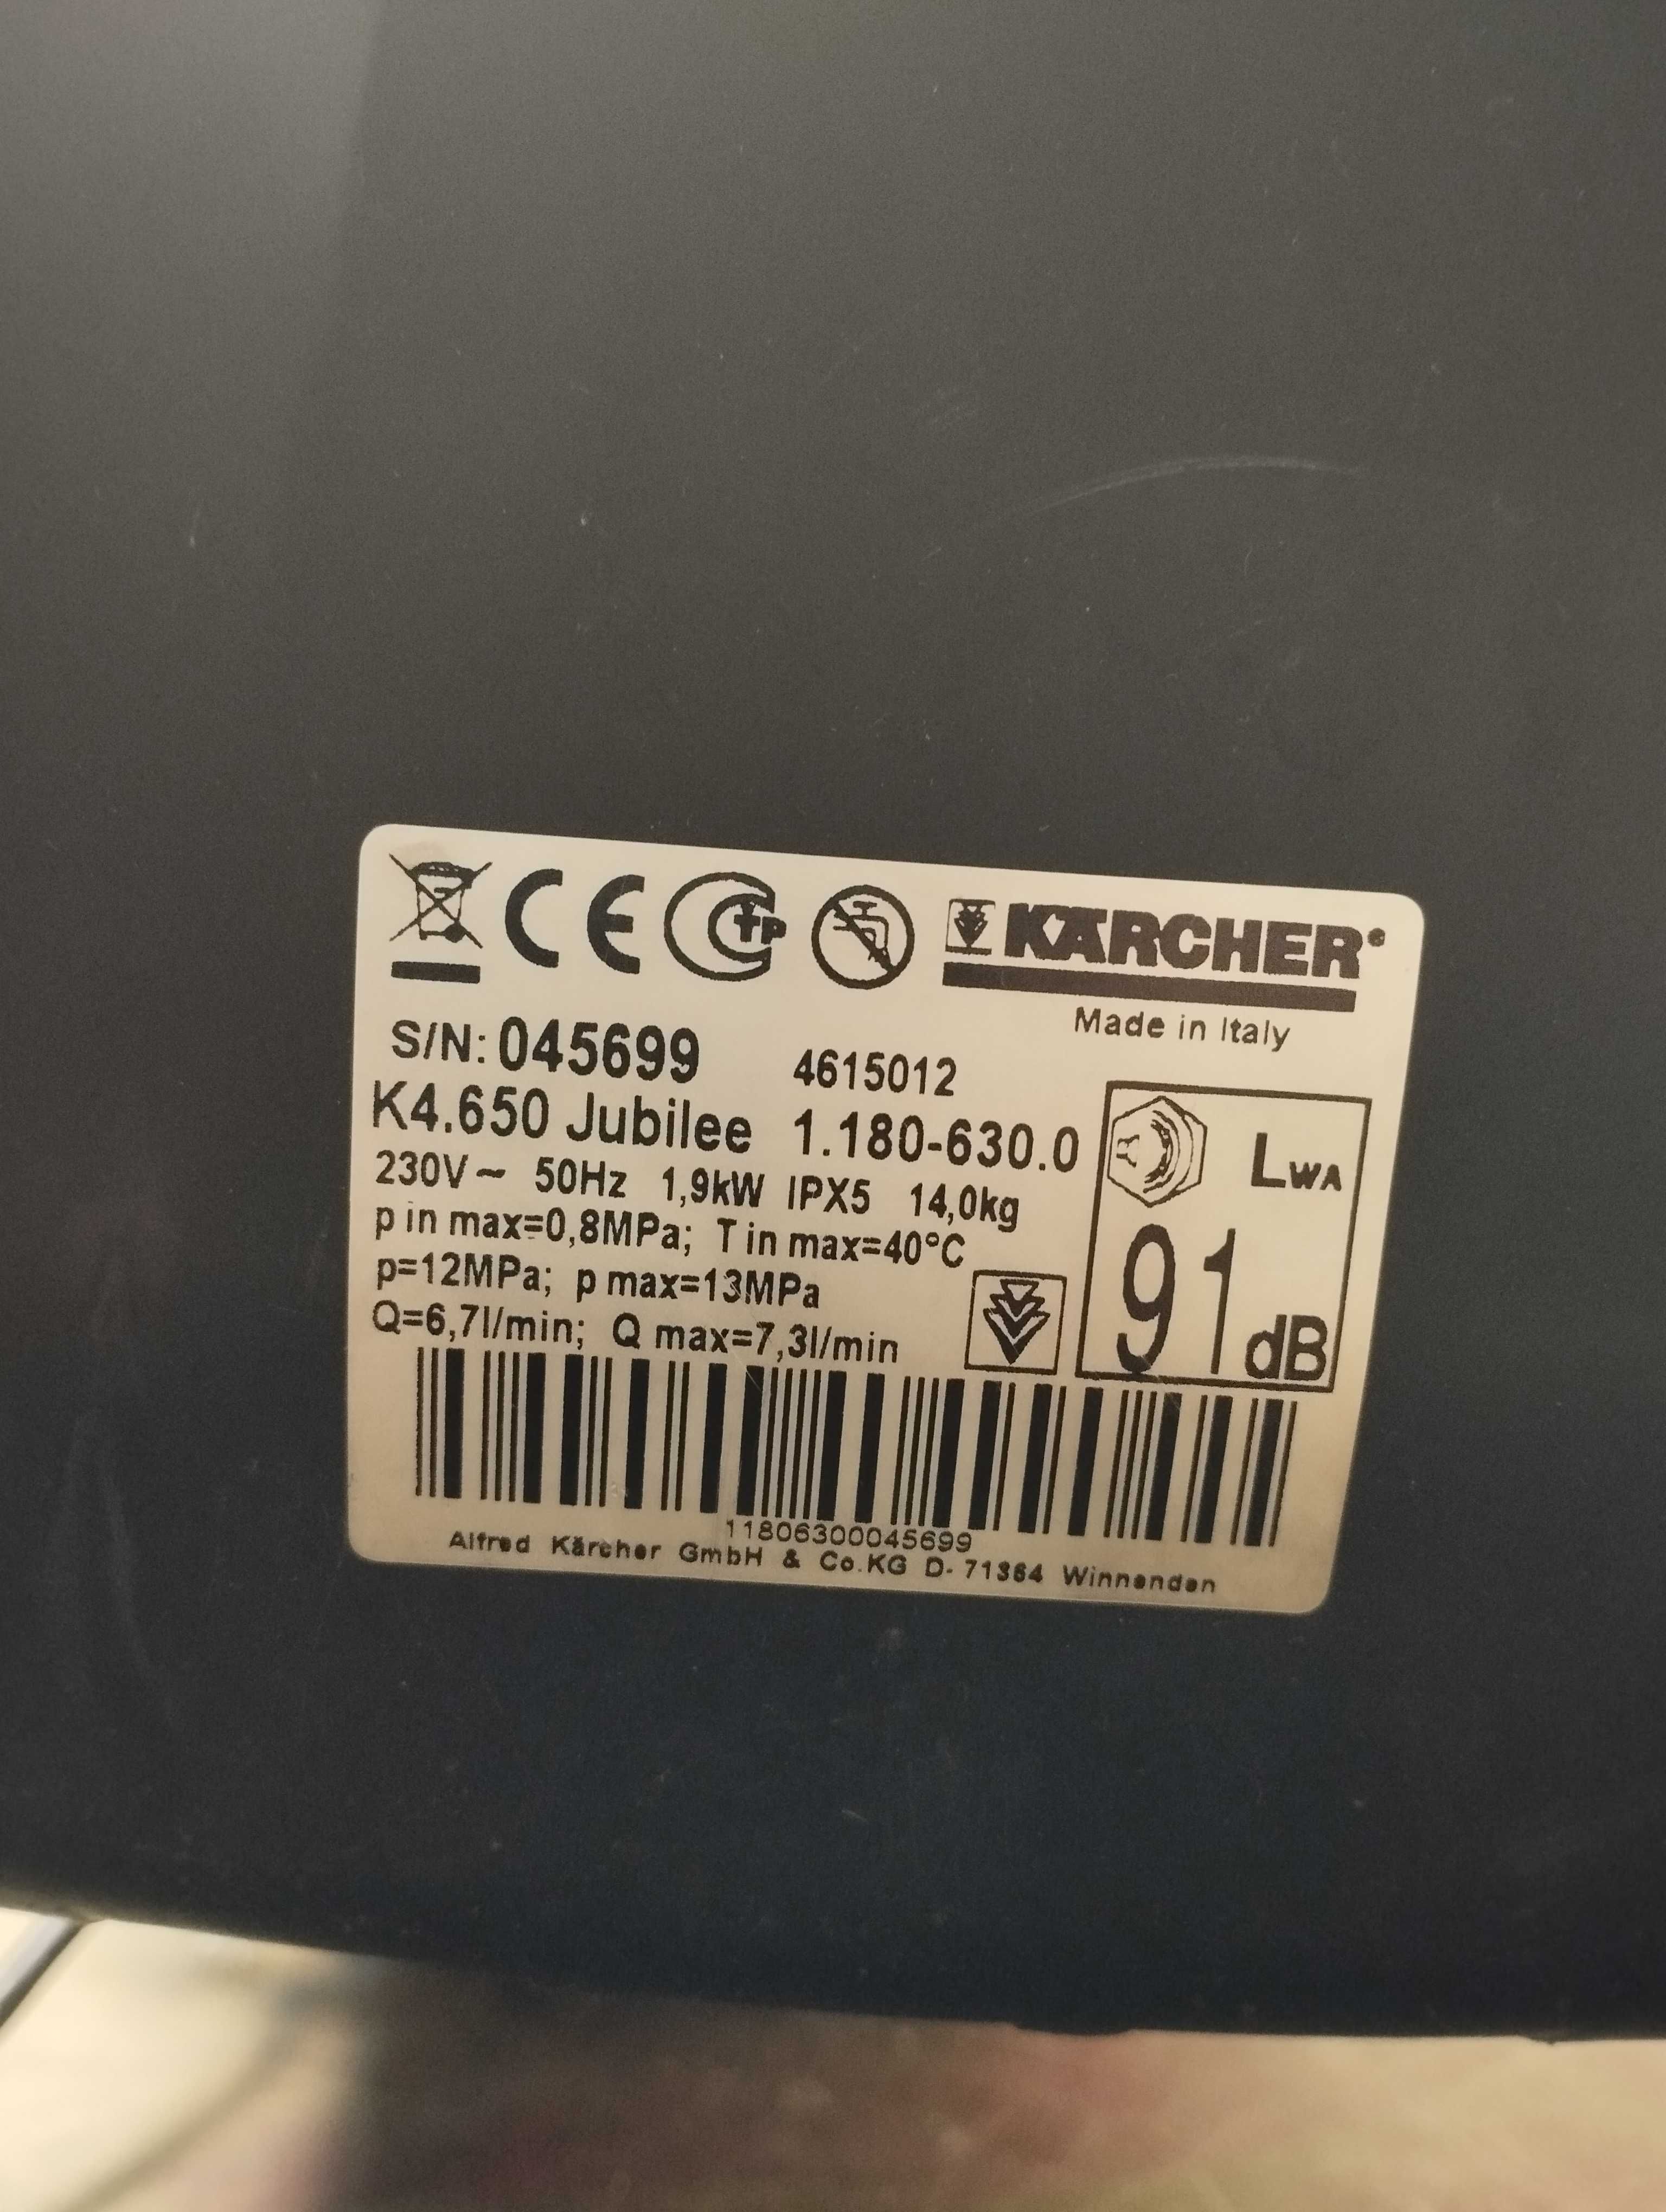 CE
KÄRCHER
Made in Italy
S/N: 045699 4615012
K4.650 Jubilee 1.180-630.0
230V~ 50Hz 1,9kW IPX5 14,0kg
p in max=0,8MPa; T in max=40°C
p=12MPa; p max=13MPa
Q=6,7l/min; Q max=7,3l/min
LWA
91 dB
11806300045699
Alfred Kärcher GmbH & Co.KG D-71364 Winnenden